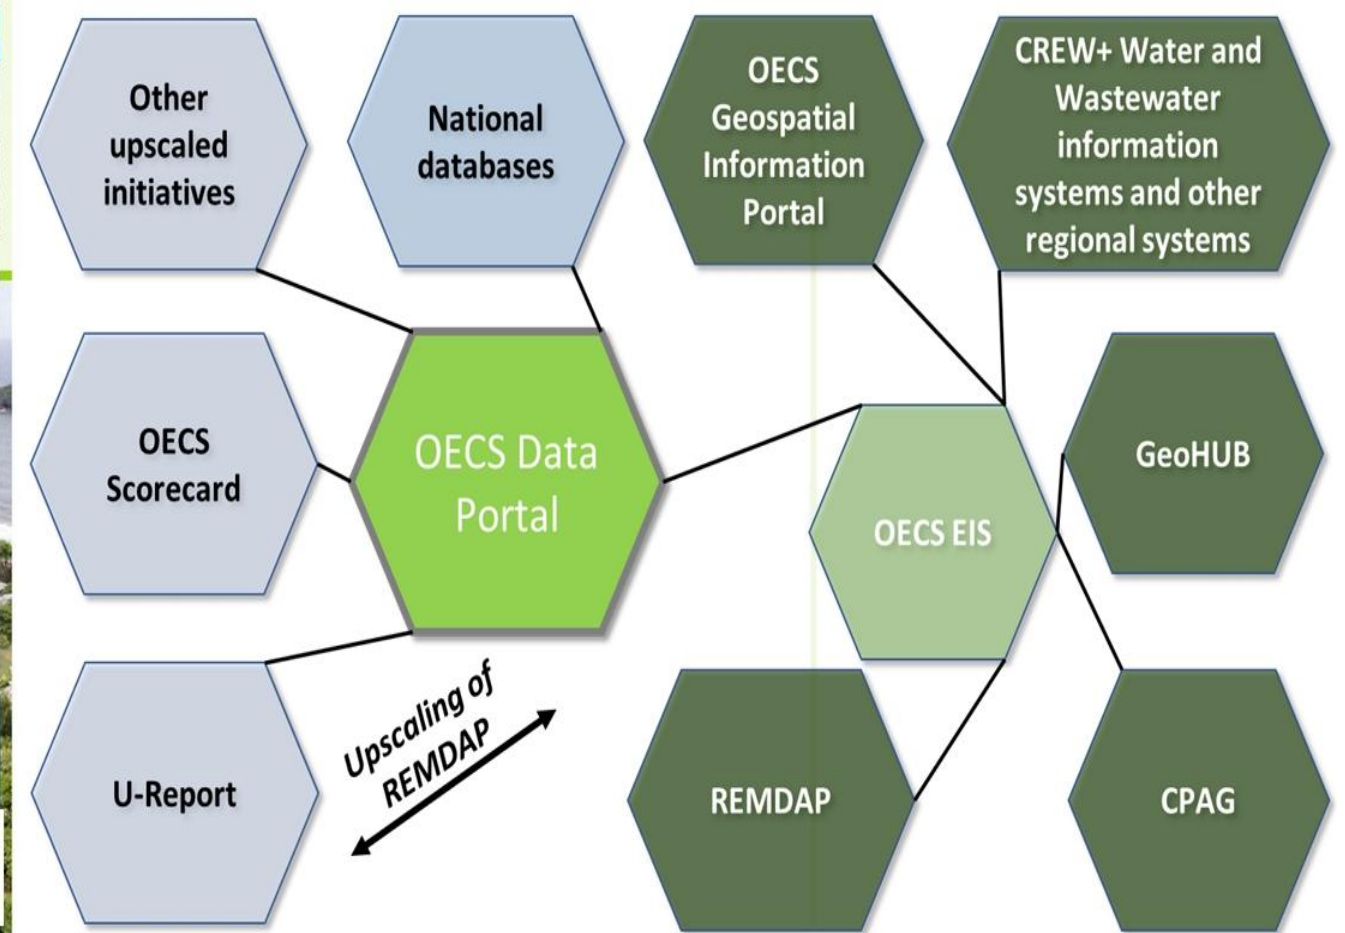 Other
upscaled
initiatives
National
databases
OECS
Geospatial
Information
Portal
CREW+ Water and
Wastewater
information
systems and other
regional systems
OECS
Scorecard
OECS Data
Portal
OECS EIS
GeoHUB
U-Report
Upscaling of
REMDAP
REMDAP
CPAG